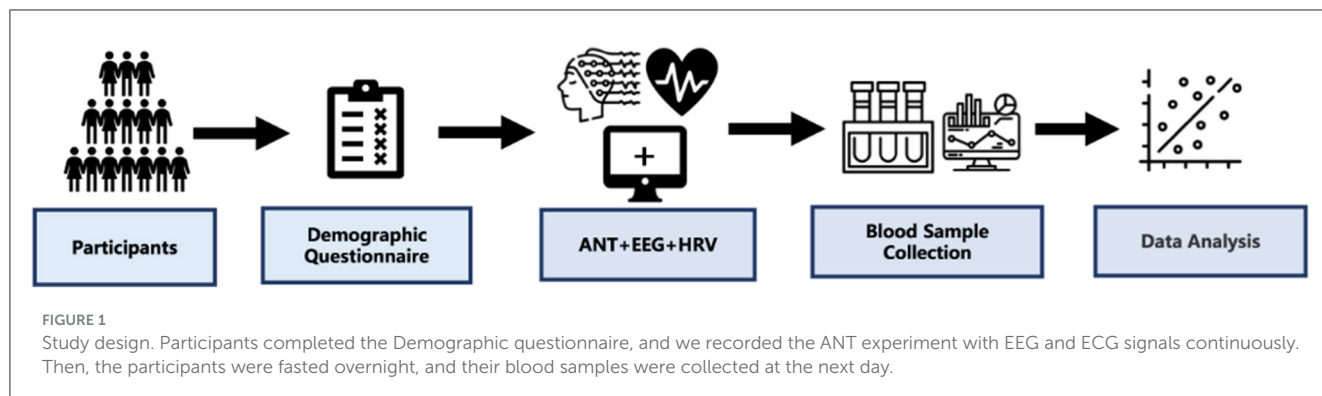 Participants
Demographic
Questionnaire
ANT+EEG+HRV
Blood Sample
Collection
Data Analysis
FIGURE 1
Study design. Participants completed the Demographic questionnaire, and we recorded the ANT experiment with EEG and ECG signals continuously.
Then, the participants were fasted overnight, and their blood samples were collected at the next day.